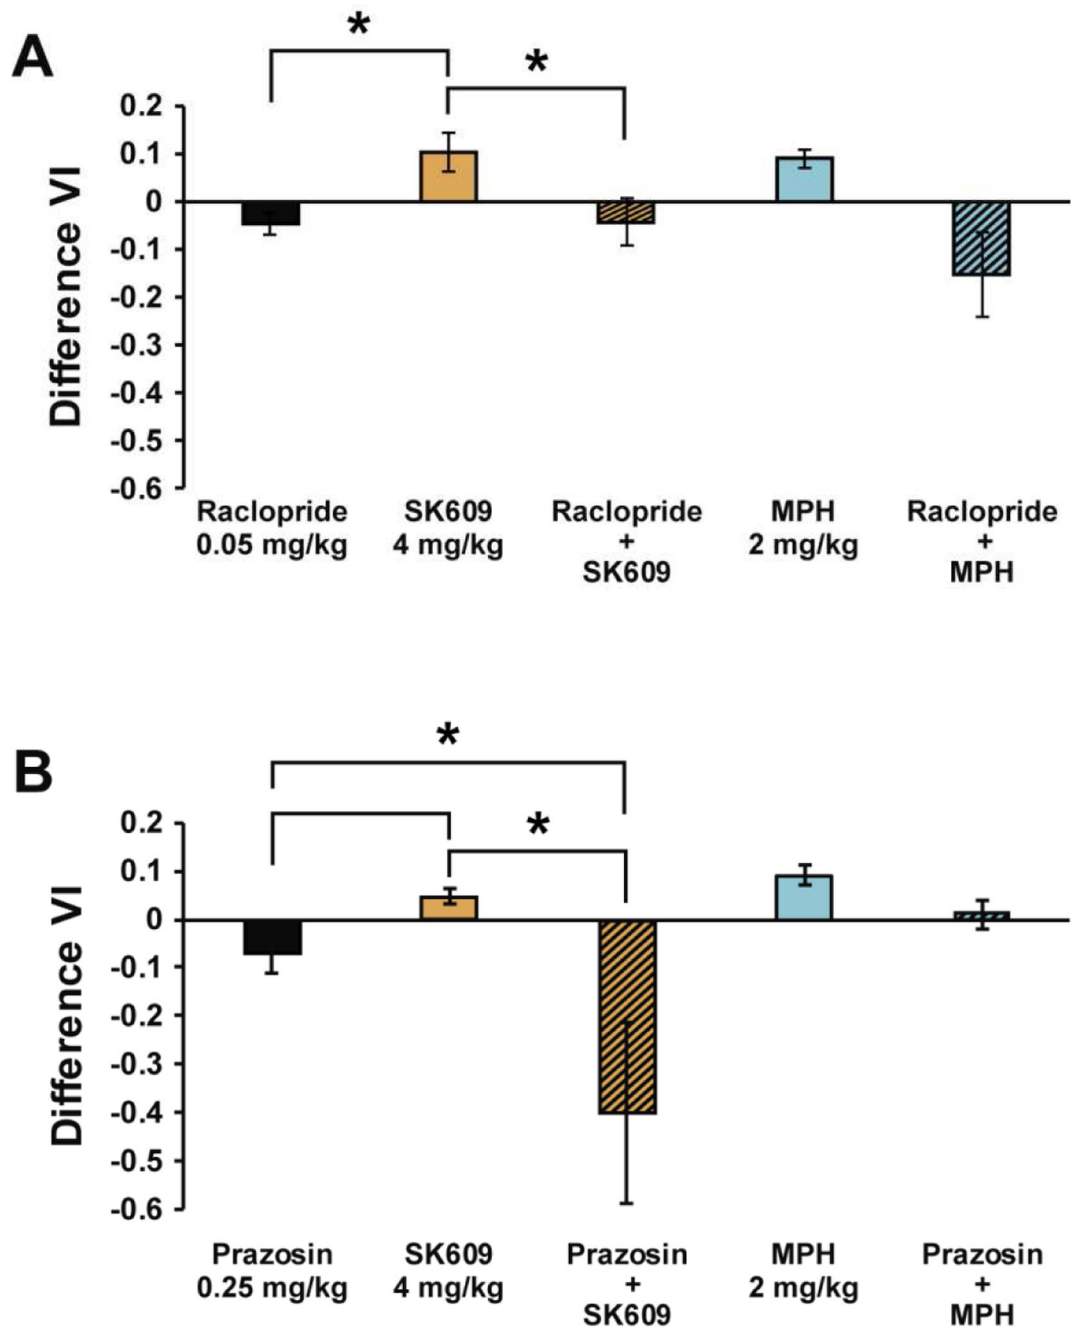 A
*
*
0.2
0.1
0
-0.1
-0.2
-0.3
-0.4
-0.5
-0.6
Difference VI
Raclopride
0.05 mg/kg
SK609
4 mg/kg
Raclopride
+
SK609
MPH
2 mg/kg
Raclopride
+
MPH
B
*
*
0.2
0.1
0
-0.1
-0.2
-0.3
-0.4
-0.5
-0.6
Difference VI
Prazosin
0.25 mg/kg
SK609
4 mg/kg
Prazosin
+
SK609
MPH
2 mg/kg
Prazosin
+
MPH